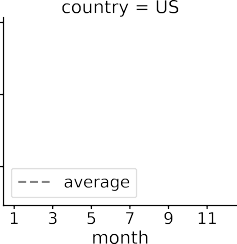 country = US
average
1 3 5 7 9 11
month